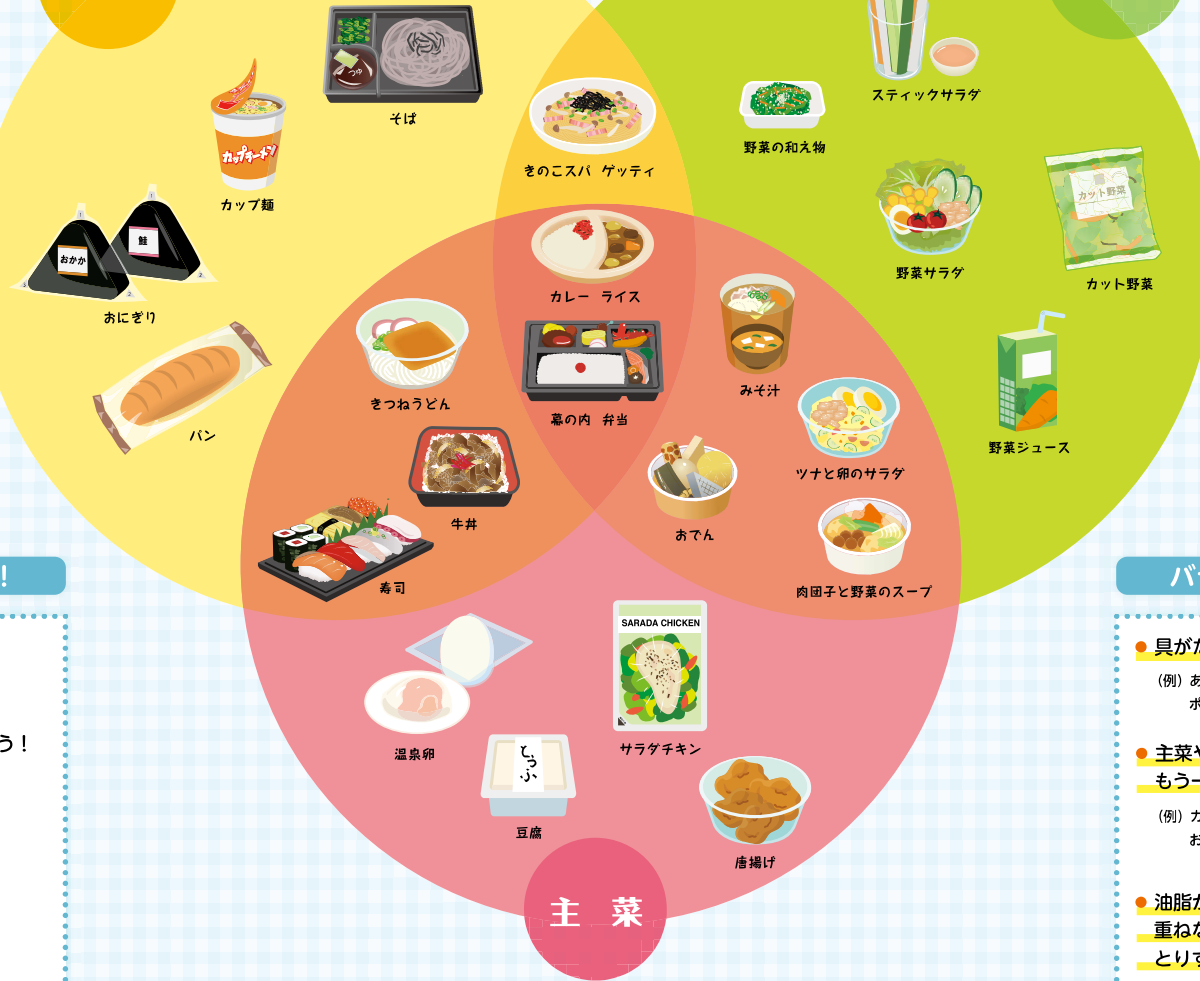 つゆ
そば
カップラーメン
カップ麺
きのこスパ ゲッティ
スティックサラダ
野菜の和え物
カット野菜
野菜サラダ
カット野菜
おかか
鮭
おにぎり
カレー ライス
パン
きつねうどん
幕の内 弁当
みそ汁
野菜ジュース
ツナと卵のサラダ
牛丼
おでん
寿司
肉団子と野菜のスープ
!
SARADA CHICKEN
温泉卵
サラダチキン
とうふ
豆腐
唐揚げ
主 菜
う!
バ
具が
(例)あ
ポ
主菜や
もう一
(例)カ
お
油脂が
重ねな
とりす